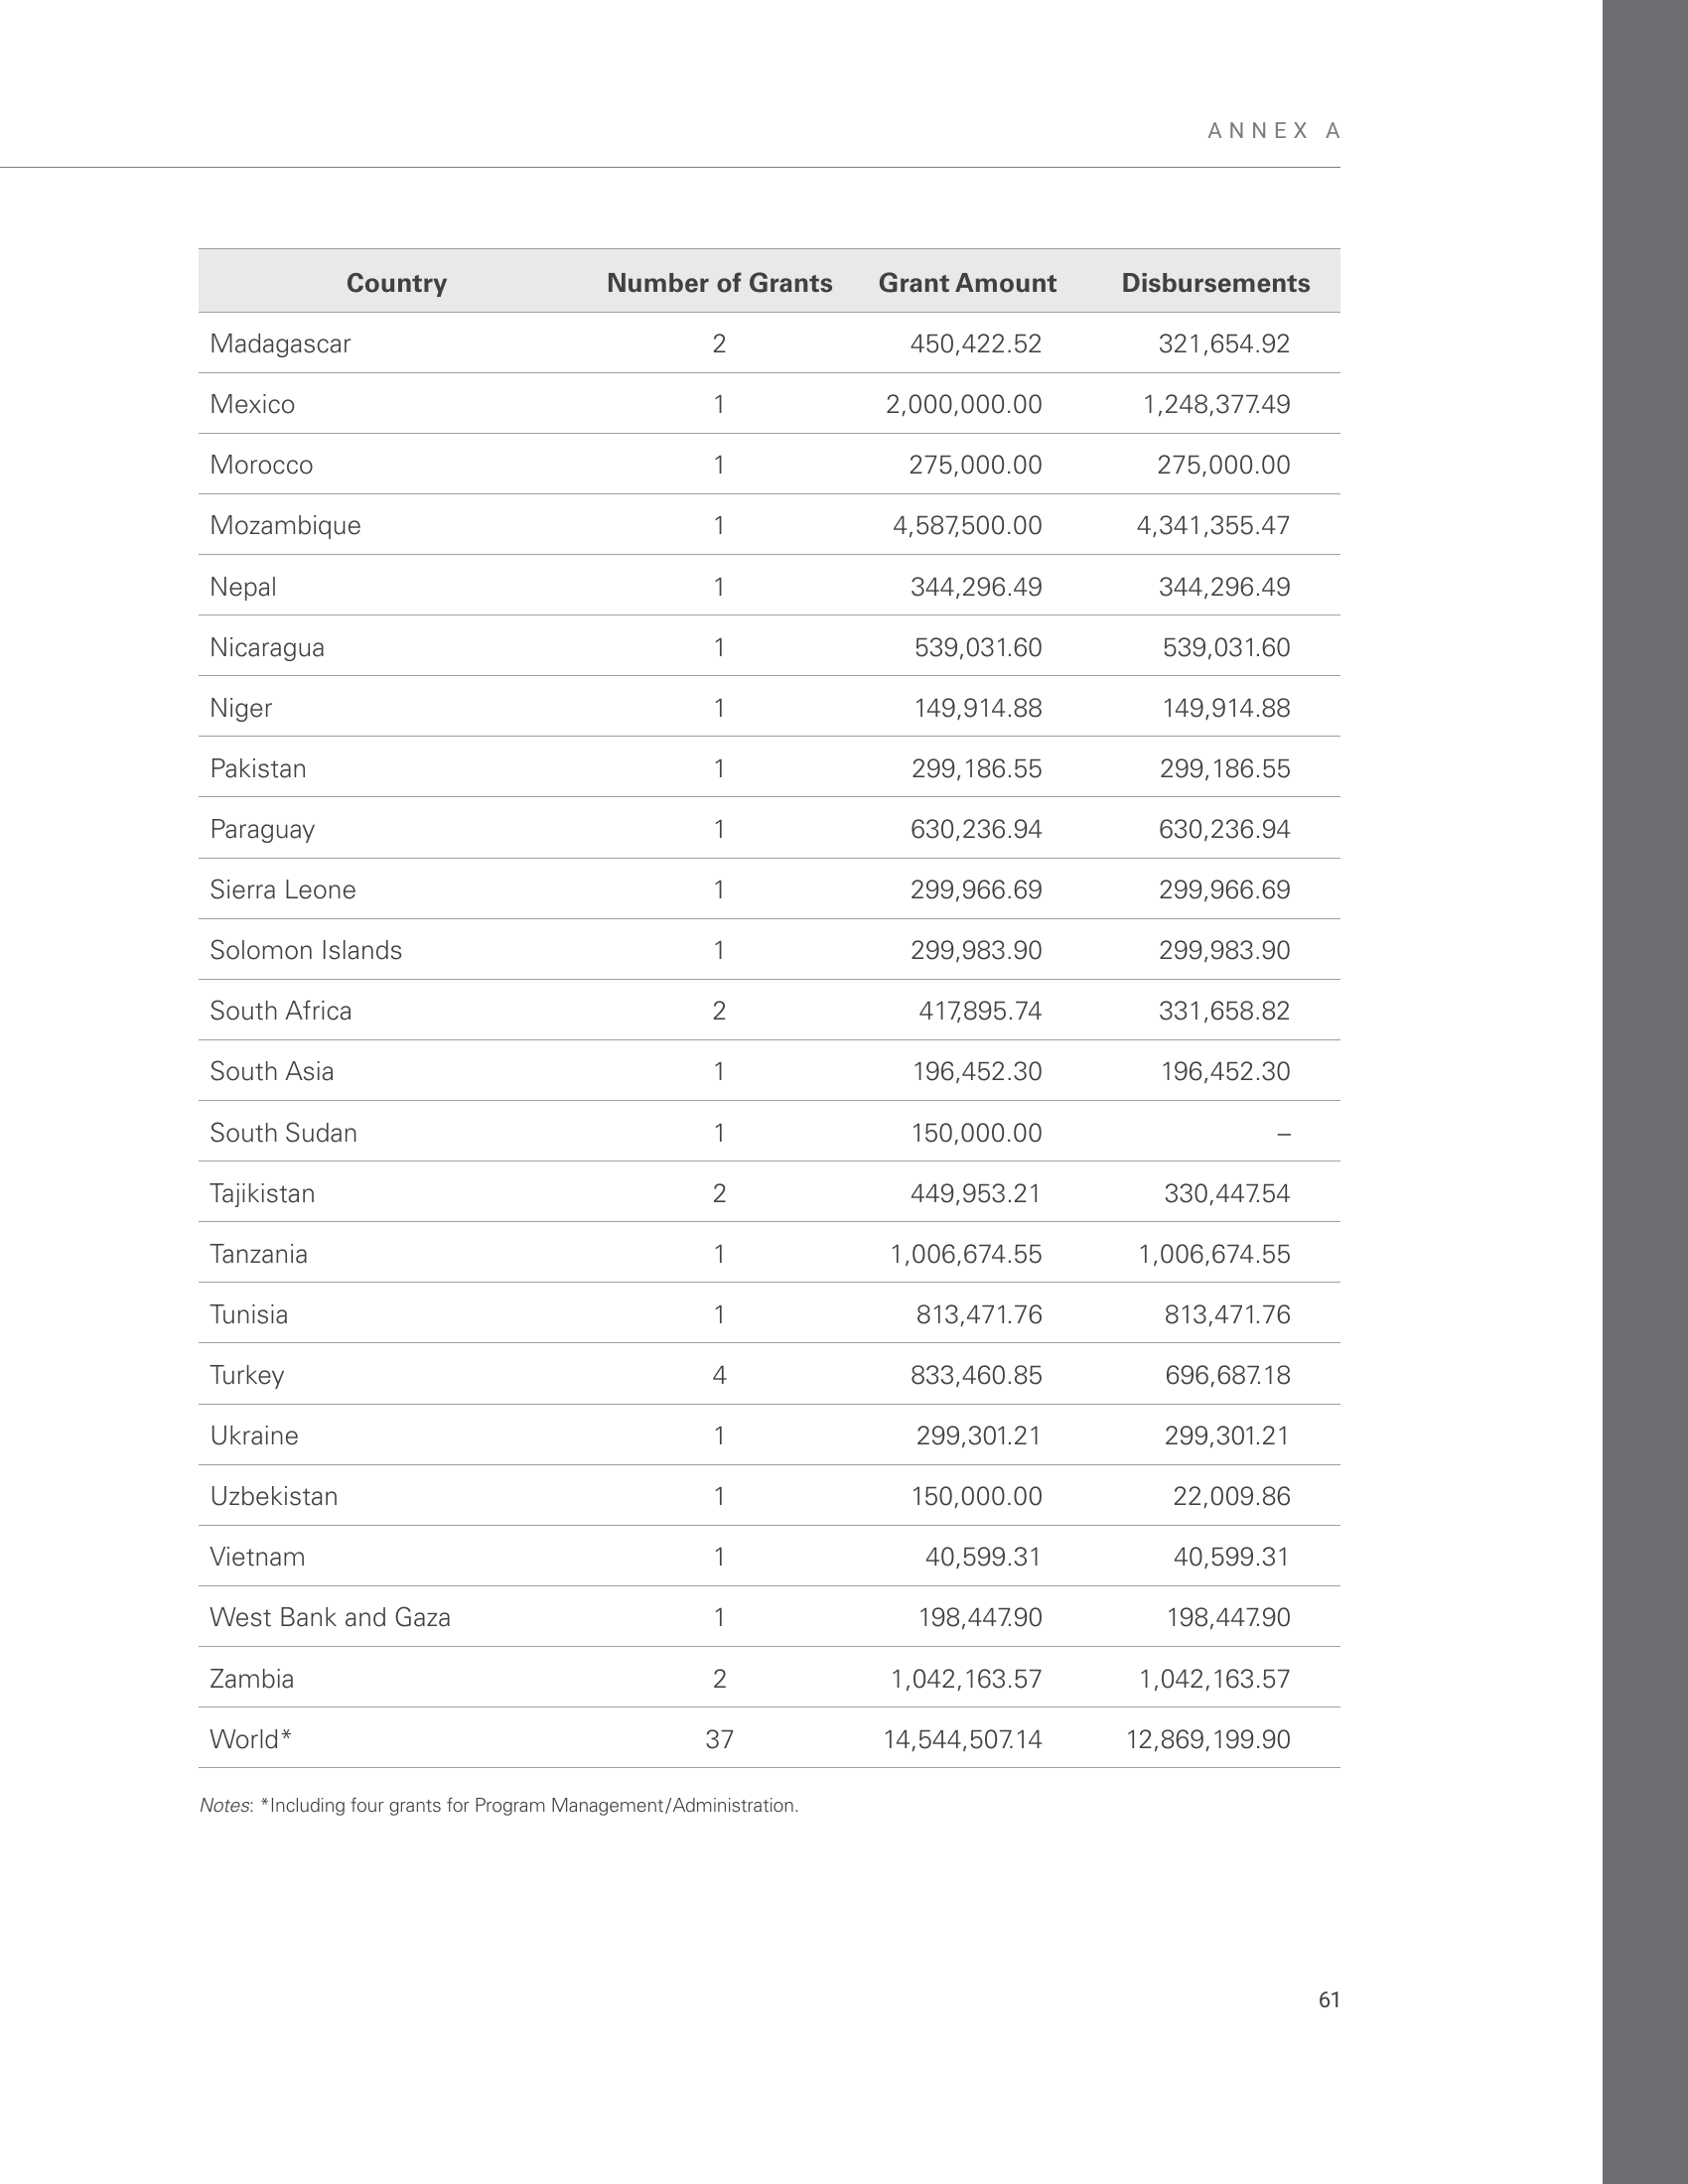 ANNEX A
Country Number of Grants Grant Amount Disbursements
Madagascar 2 450,422.52 321,654.92
Mexico 1 2,000,000.00 1,248,377.49
Morocco 1 275,000.00 275,000.00
Mozambique 1 4,587,500.00 4,341,355.47
Nepal 1 344,296.49 344,296.49
Nicaragua 1 539,031.60 539,031.60
Niger 1 149,914.88 149,914.88
Pakistan 1 299,186.55 299,186.55
Paraguay 1 630,236.94 630,236.94
Sierra Leone 1 299,966.69 299,966.69
Solomon Islands 1 299,983.90 299,983.90
South Africa 2 417,895.74 331,658.82
South Asia 1 196,452.30 196,452.30
South Sudan 1 150,000.00 –
Tajikistan 2 449,953.21 330,447.54
Tanzania 1 1,006,674.55 1,006,674.55
Tunisia 1 813,471.76 813,471.76
Turkey 4 833,460.85 696,687.18
Ukraine 1 299,301.21 299,301.21
Uzbekistan 1 150,000.00 22,009.86
Vietnam 1 40,599.31 40,599.31
West Bank and Gaza 1 198,447.90 198,447.90
Zambia 2 1,042,163.57 1,042,163.57
World* 37 14,544,507.14 12,869,199.90
Notes: *Including four grants for Program Management/Administration.
61